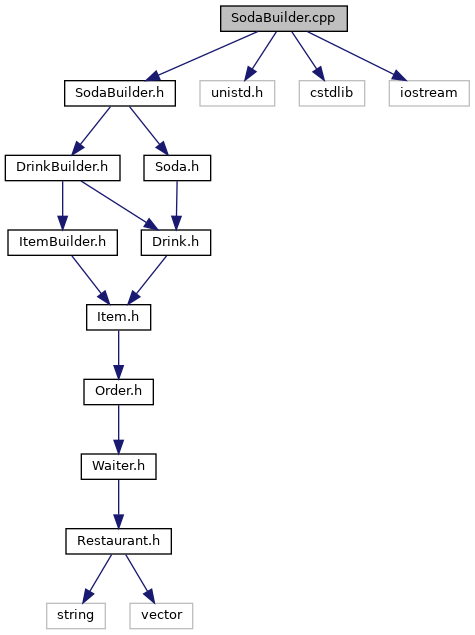 SodaBuilder.cpp
SodaBuilder.h
unistd.h
cstdlib
iostream
DrinkBuilder.h
Soda.h
ItemBuilder.h
Drink.h
Item.h
Order.h
Waiter.h
Restaurant.h
string
vector